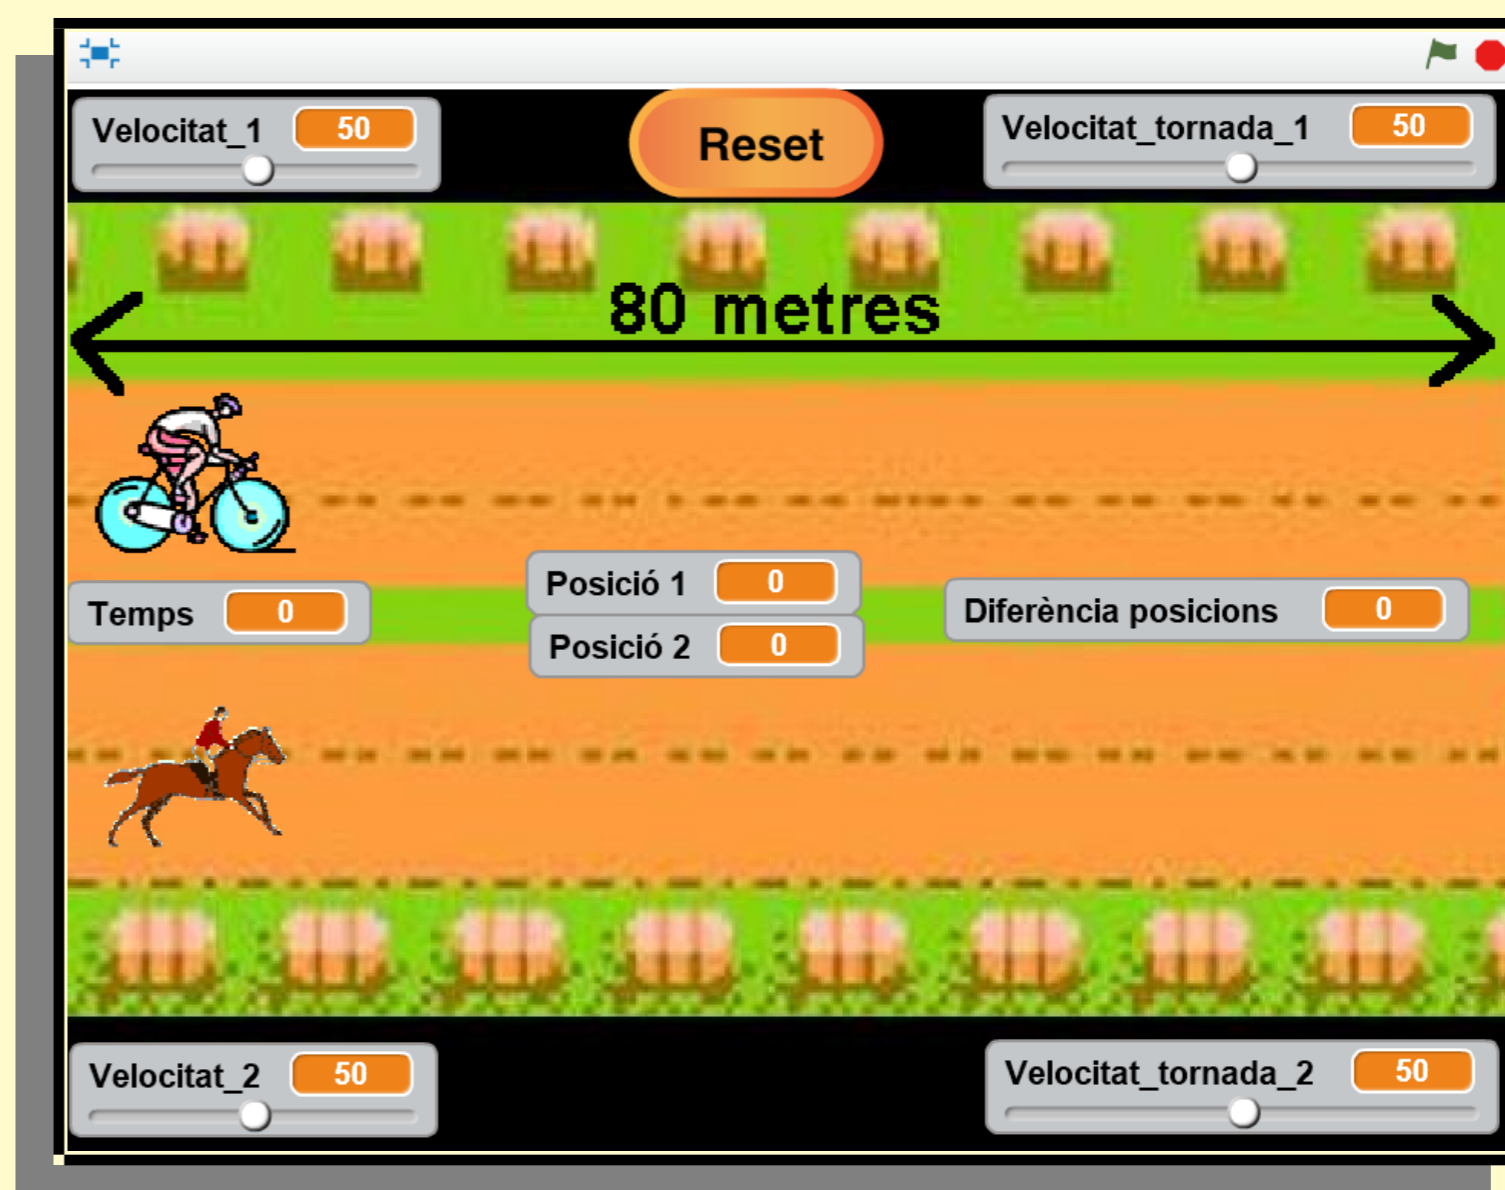 Velocitat_1 50
Reset
Velocitat_tornada_1 50
80 metres
Temps 0
Posició 1 0
Posició 2 0
Diferència posicions 0
Velocitat_2 50
Velocitat_tornada_2 50